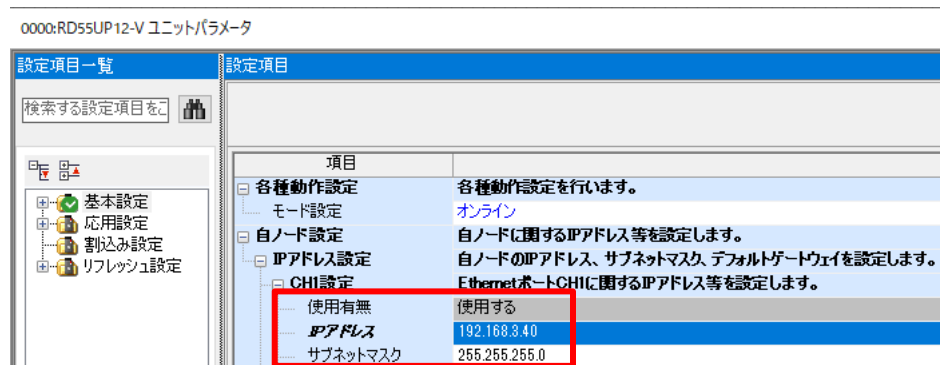 0000:RD55UP12-V ユニットパラメータ
設定項目一覧
設定項目
検索する設定項目をこ
項目
基本設定
応用設定
割込み設定
リフレッシュ設定
各種動作設定 各種動作設定を行います。
モード設定 オンライン
自ノード設定 自ノードに関するIPアドレス等を設定します。
IPアドレス設定 自ノードのIPアドレス、サブネットマスク、デフォルトゲートウェイを設定します。
CH1設定 EthernetポートCH1に関するIPアドレス等を設定します。
使用有無 使用する
IPアドレス 192.168.3.40
サブネットマスク 255.255.255.0